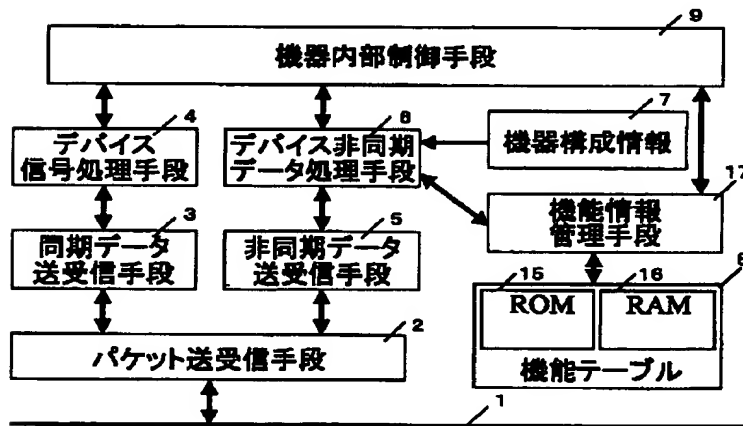 9
機器内部制御手段
4
デバイス
信号処理手段
6
デバイス非同期
データ処理手段
7
機器構成情報
17
機能情報
管理手段
3
同期データ
送受信手段
5
非同期データ
送受信手段
8
15
ROM
16
RAM
機能テーブル
2
パケット送受信手段
1